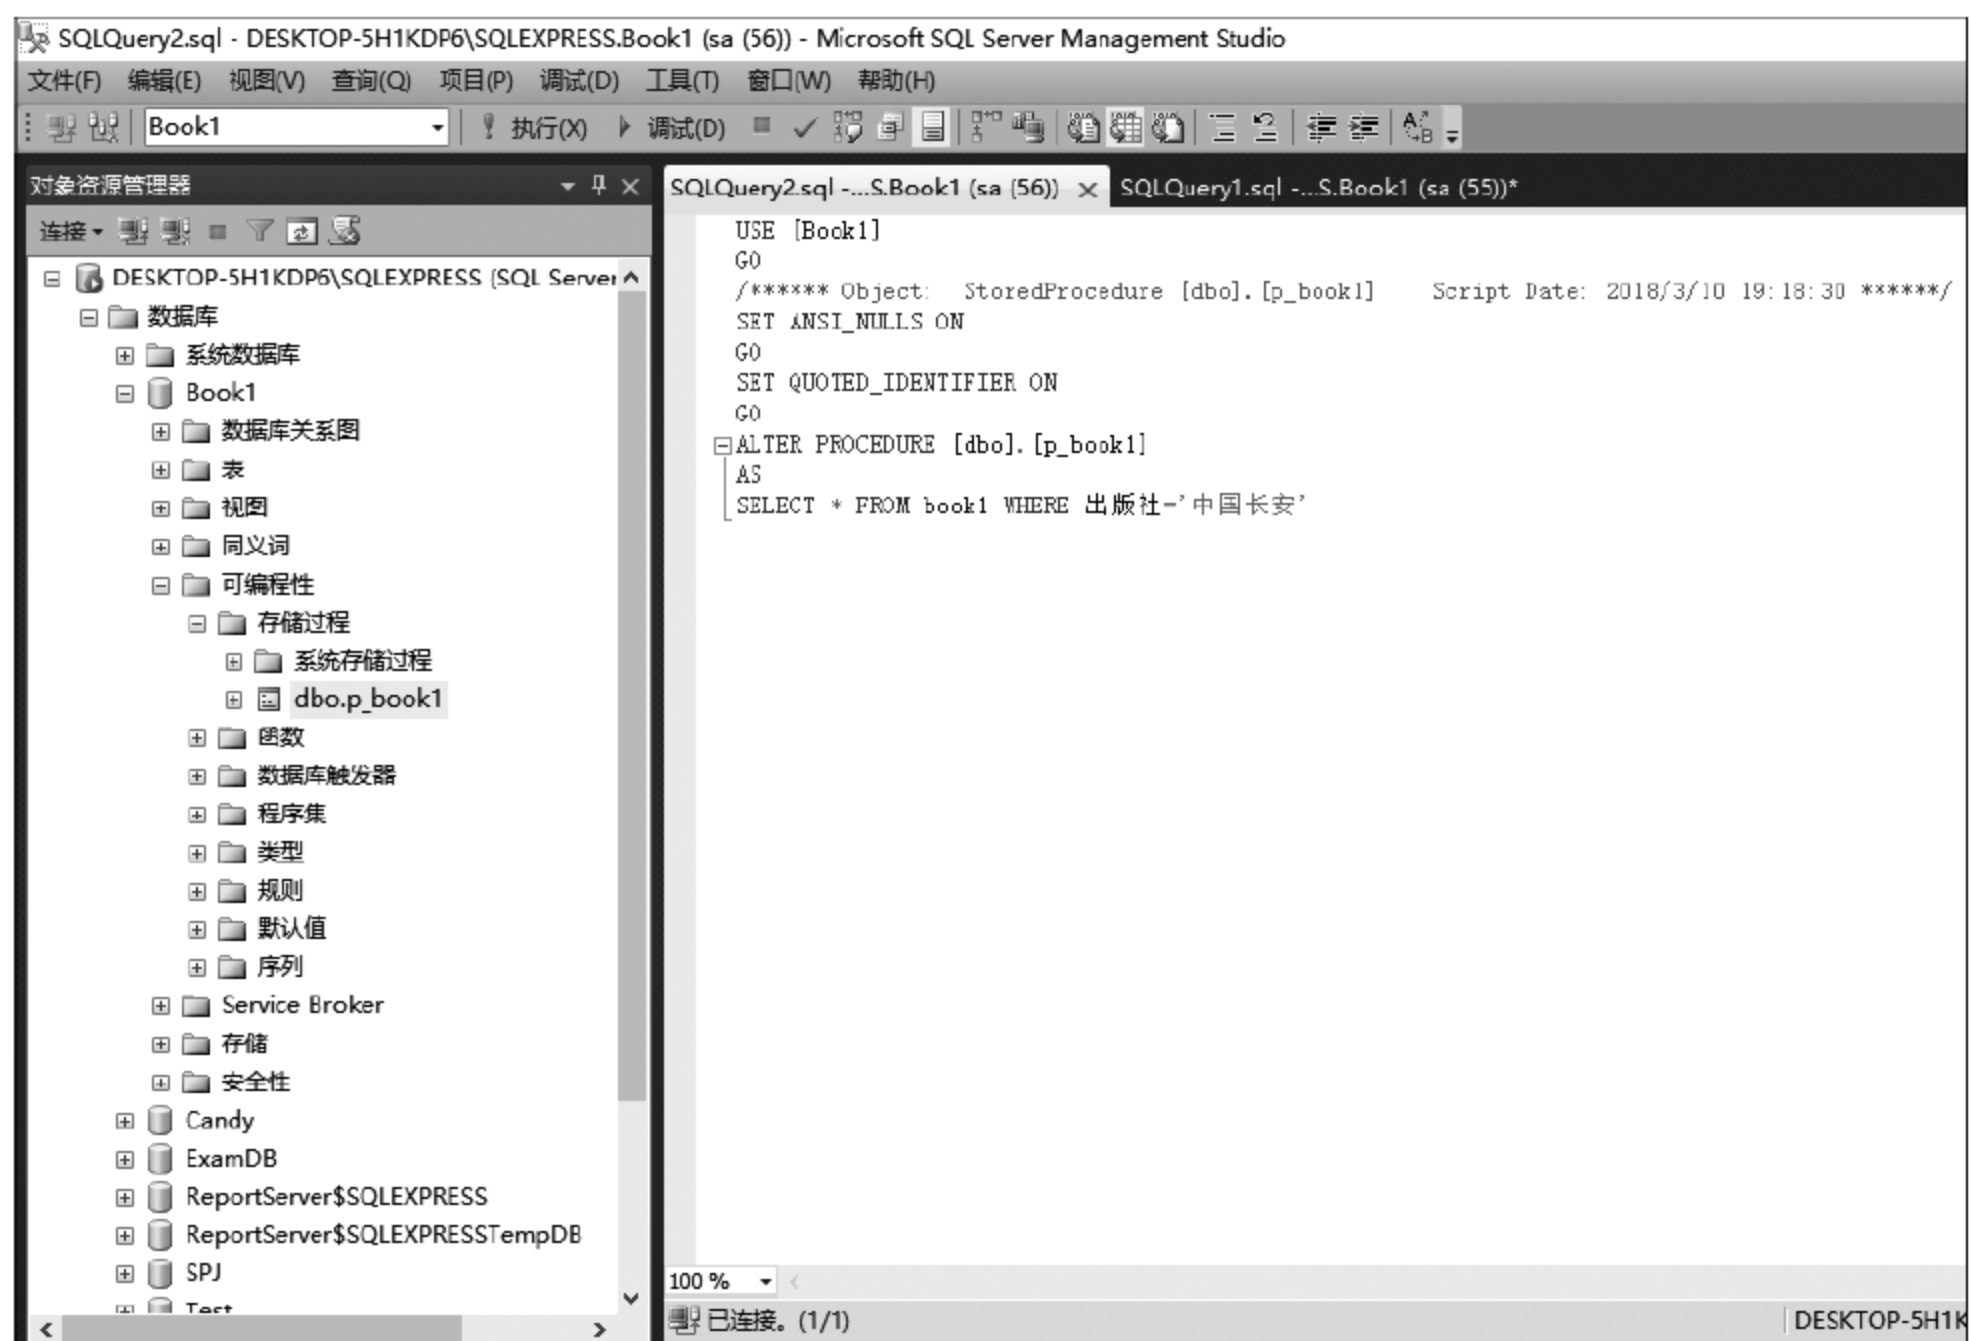 SQLQuery2.sql - DESKTOP-5H1KDP6\SQLEXPRESS.Book1 (sa (56)) - Microsoft SQL Server Management Studio
文件(F) 编辑(E) 视图(V) 查询(Q) 项目(P) 调试(D) 工具(T) 窗口(W) 帮助(H)
Book1 执行(X) 调试(D)
对象资源管理器
连接
DESKTOP-5H1KDP6\SQLEXPRESS (SQL Server
数据库
系统数据库
Book1
数据库关系图
表
视图
同义词
可编程性
存储过程
系统存储过程
dbo.p_book1
函数
数据库触发器
程序集
类型
规则
默认值
序列
Service Broker
存储
安全性
Candy
ExamDB
ReportServer$SQLEXPRESS
ReportServer$SQLEXPRESSTempDB
SPJ
Test
SQLQuery2.sql -...S.Book1 (sa (56)) SQLQuery1.sql -...S.Book1 (sa (55))*
USE [Book1]
GO
/****** Object: StoredProcedure [dbo].[p_book1] Script Date: 2018/3/10 19:18:30 ******/
SET ANSI_NULLS ON
GO
SET QUOTED_IDENTIFIER ON
GO
ALTER PROCEDURE [dbo].[p_book1]
AS
SELECT * FROM book1 WHERE 出版社='中国长安'
100 %
已连接。(1/1) DESKTOP-5H1K